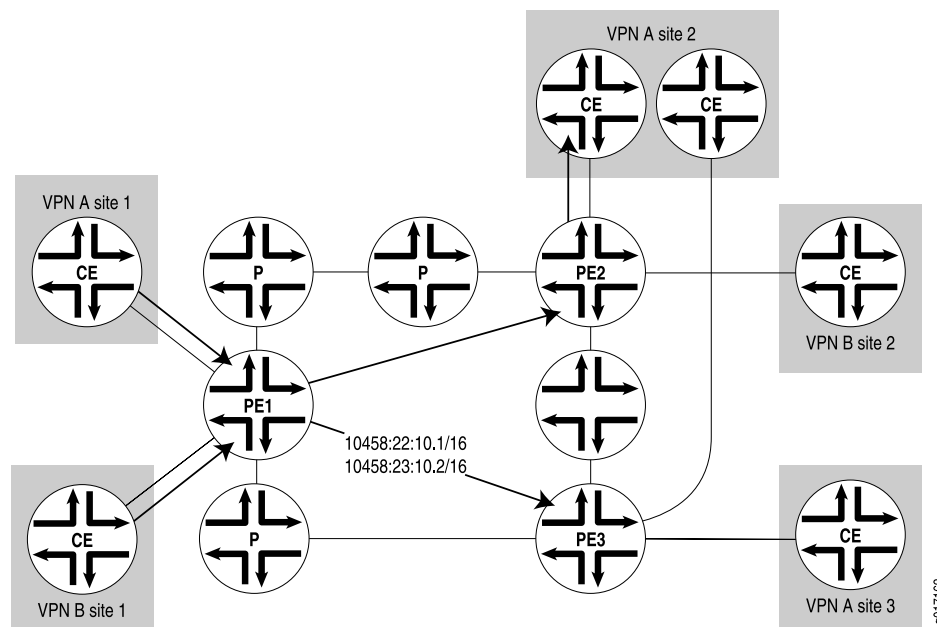 VPN A site 2
CE
CE
VPN A site 1
CE
P
P
PE2
CE
VPN B site 2
PE1
10458:22:10.1/16
10458:23:10.2/16
CE
P
PE3
CE
VPN B site 1
VPN A site 3